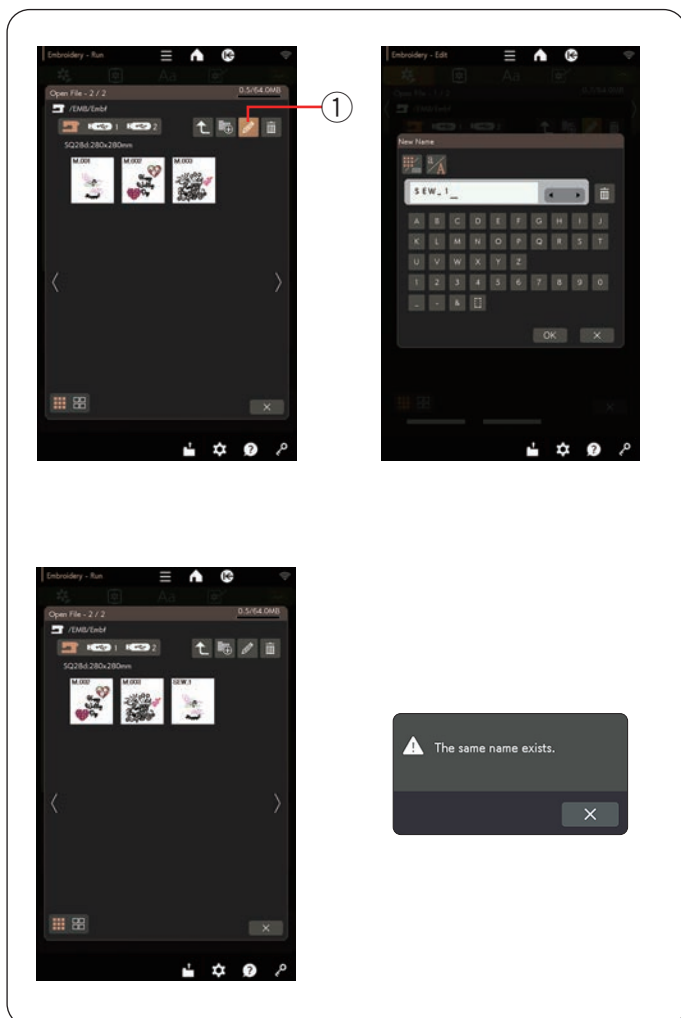 Embroidery - Run
Open File - 2 / 2
0.5/64.0MB
/EMB/Embf
1
2
SQ28d:280x280mm
M.001
M.002
M.003
①
Embroidery - Edit
New Name
SEW_1_
A B C D E F G H I J
K L M N O P Q R S T
U V W X Y Z
1 2 3 4 5 6 7 8 9 0
_ - &
OK
Embroidery - Run
Aa
Open File - 2 / 2
0.5/64.0MB
/EMB/Embf
1
2
SQ28d:280x280mm
M.002
M.003
SEW_1
The same name exists.